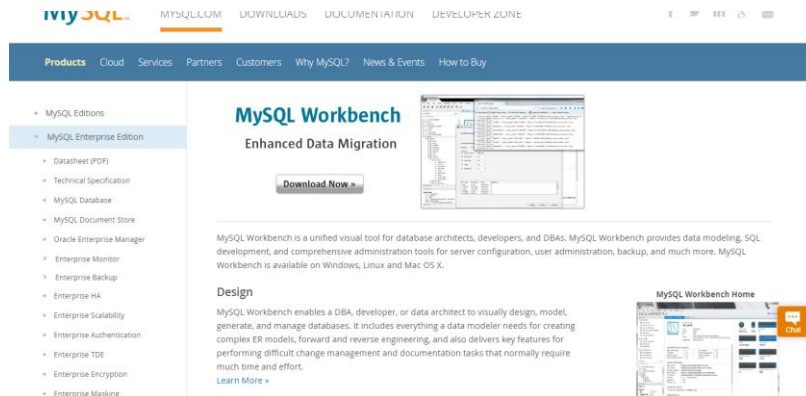 MySQL
MYSQL.COM DOWNLOADS DOCUMENTATION DEVELOPER ZONE
Products Cloud Services Partners Customers Why MySQL? News & Events How to Buy
MySQL Editions
MySQL Enterprise Edition
Datasheet (PDF)
Technical Specification
MySQL Database
MySQL Document Store
Oracle Enterprise Manager
Enterprise Monitor
Enterprise Backup
Enterprise HA
Enterprise Scalability
Enterprise Authentication
Enterprise TDE
Enterprise Encryption
Enterprise Masking
MySQL Workbench
Enhanced Data Migration
Download Now »
MySQL Workbench is a unified visual tool for database architects, developers, and DBAs. MySQL Workbench provides data modeling, SQL
development, and comprehensive administration tools for server configuration, user administration, backup, and much more. MySQL
Workbench is available on Windows, Linux and Mac OS X.
Design
MySQL Workbench enables a DBA, developer, or data architect to visually design, model,
generate, and manage databases. It includes everything a data modeler needs for creating
complex ER models, forward and reverse engineering, and also delivers key features for
performing difficult change management and documentation tasks that normally require
much time and effort.
Learn More »
MySQL Workbench Home
Chat